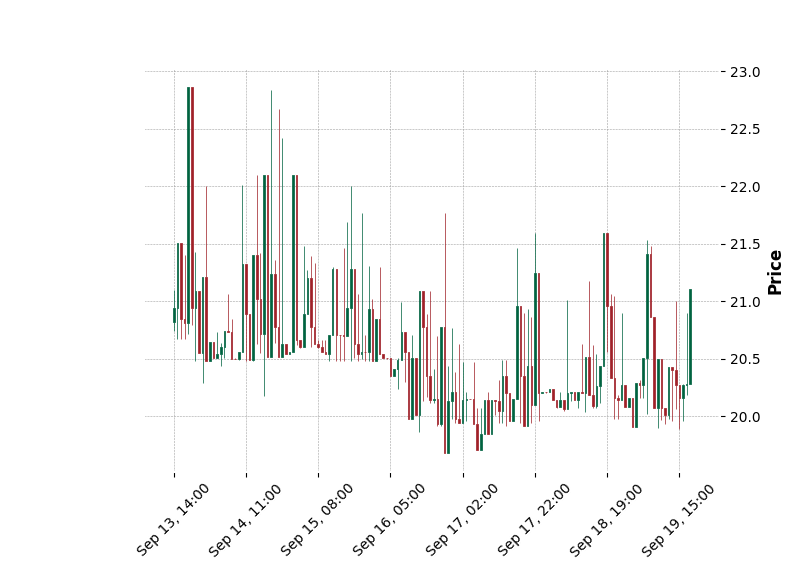 23.0
22.5
22.0
21.5
21.0
20.5
20.0
Price
Sep 13, 14:00
Sep 14, 11:00
Sep 15, 08:00
Sep 16, 05:00
Sep 17, 02:00
Sep 17, 22:00
Sep 18, 19:00
Sep 19, 15:00